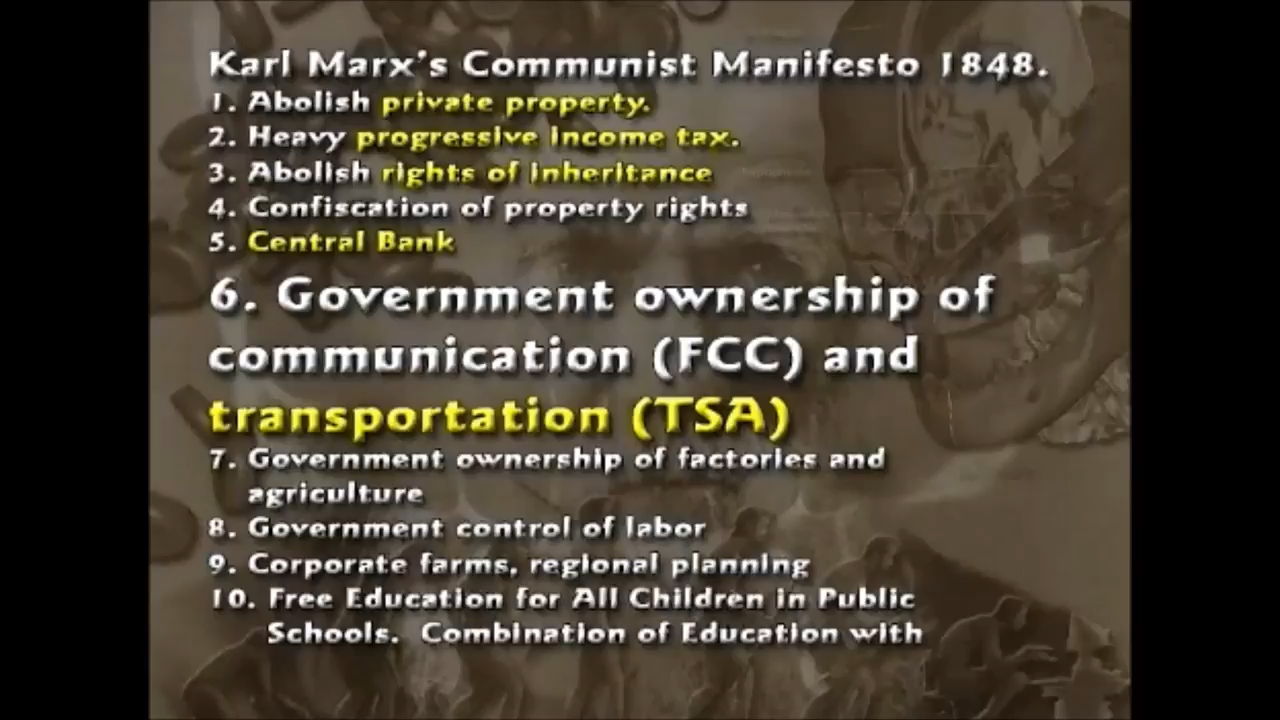 Karl Marx's Communist Manifesto 1848.
1. Abolish private property.
2. Heavy progressive income tax.
3. Abolish rights of inheritance
4. Confiscation of property rights
5. Central Bank
6. Government ownership of
communication (FCC) and
transportation (TSA)
7. Government ownership of factories and
agriculture
8. Government control of labor
9. Corporate farms, regional planning
10. Free Education for All Children in Public
Schools. Combination of Education with